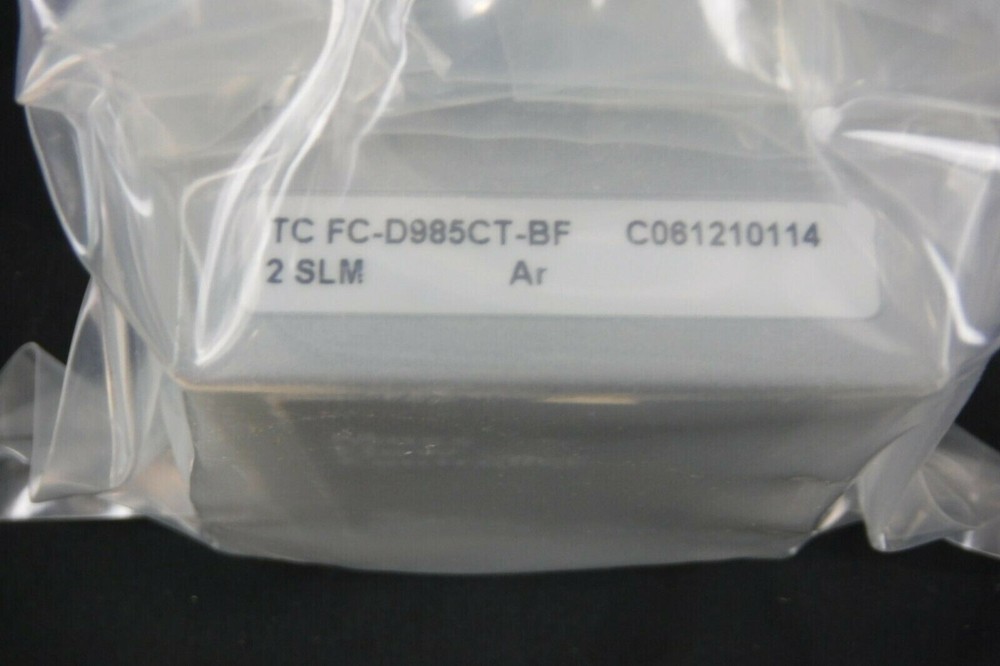 TC FC-D985CT-BF C061210114
2 SLM Ar